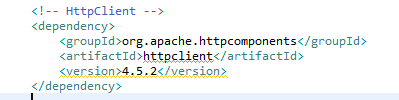 <!-- HttpClient -->
<dependency>
<groupId>org.apache.httpcomponents</groupId>
<artifactId>httpclient</artifactId>
<version>4.5.2</version>
</dependency>